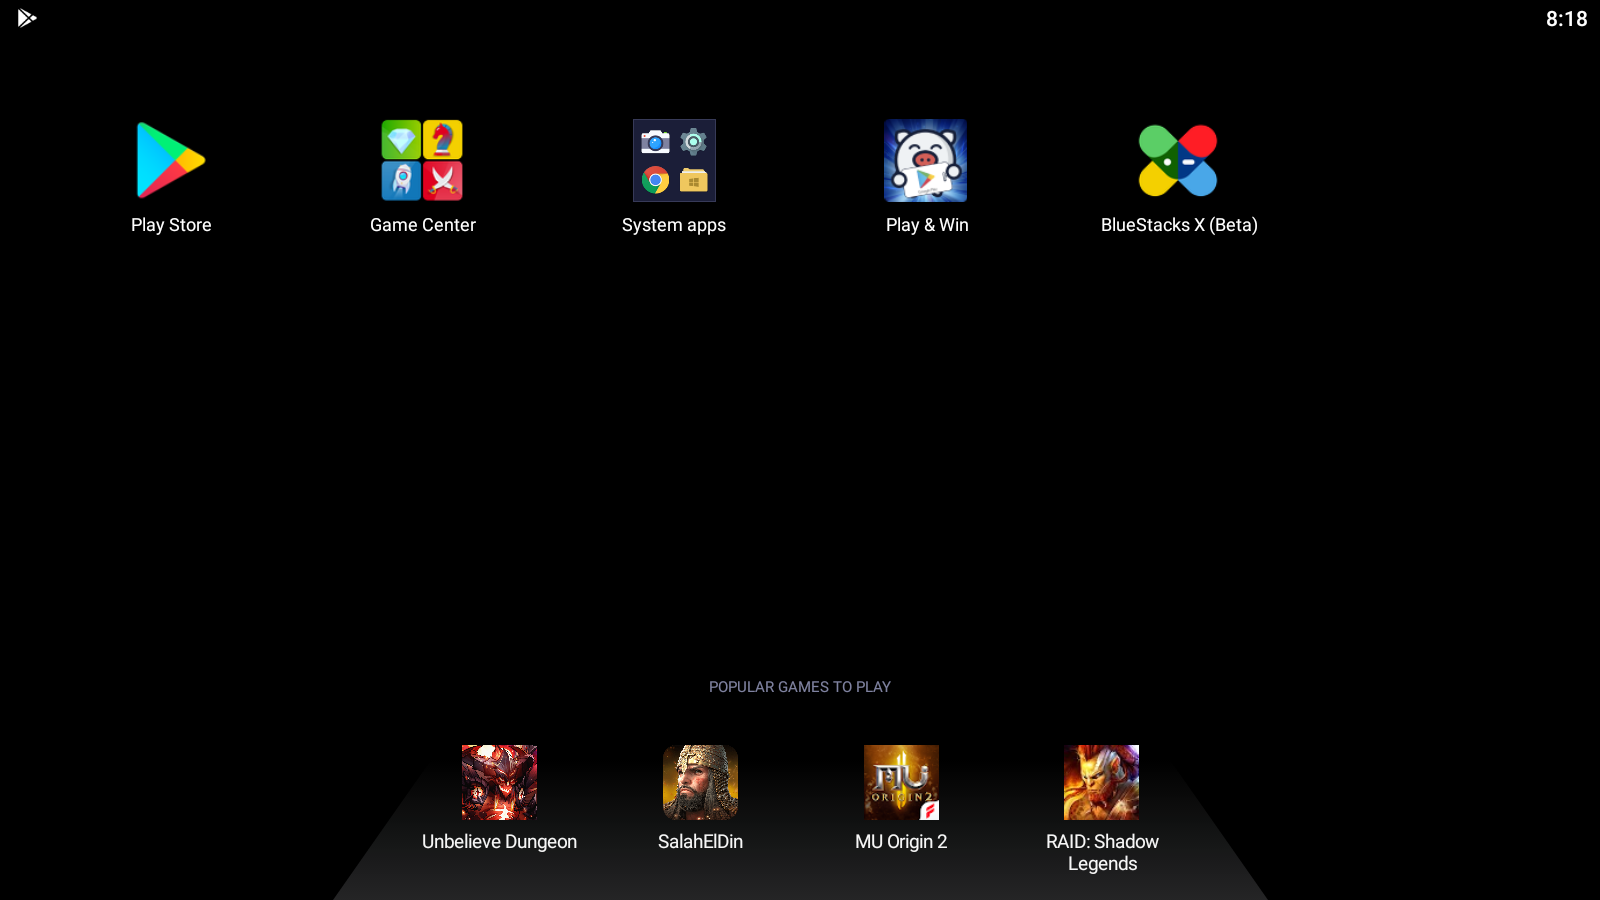 8:18
Play Store
Game Center
System apps
Play & Win
BlueStacks X (Beta)
POPULAR GAMES TO PLAY
MU
ORIGIN 2
Unbelieve Dungeon
SalahElDin
MU Origin 2
RAID: Shadow
Legends